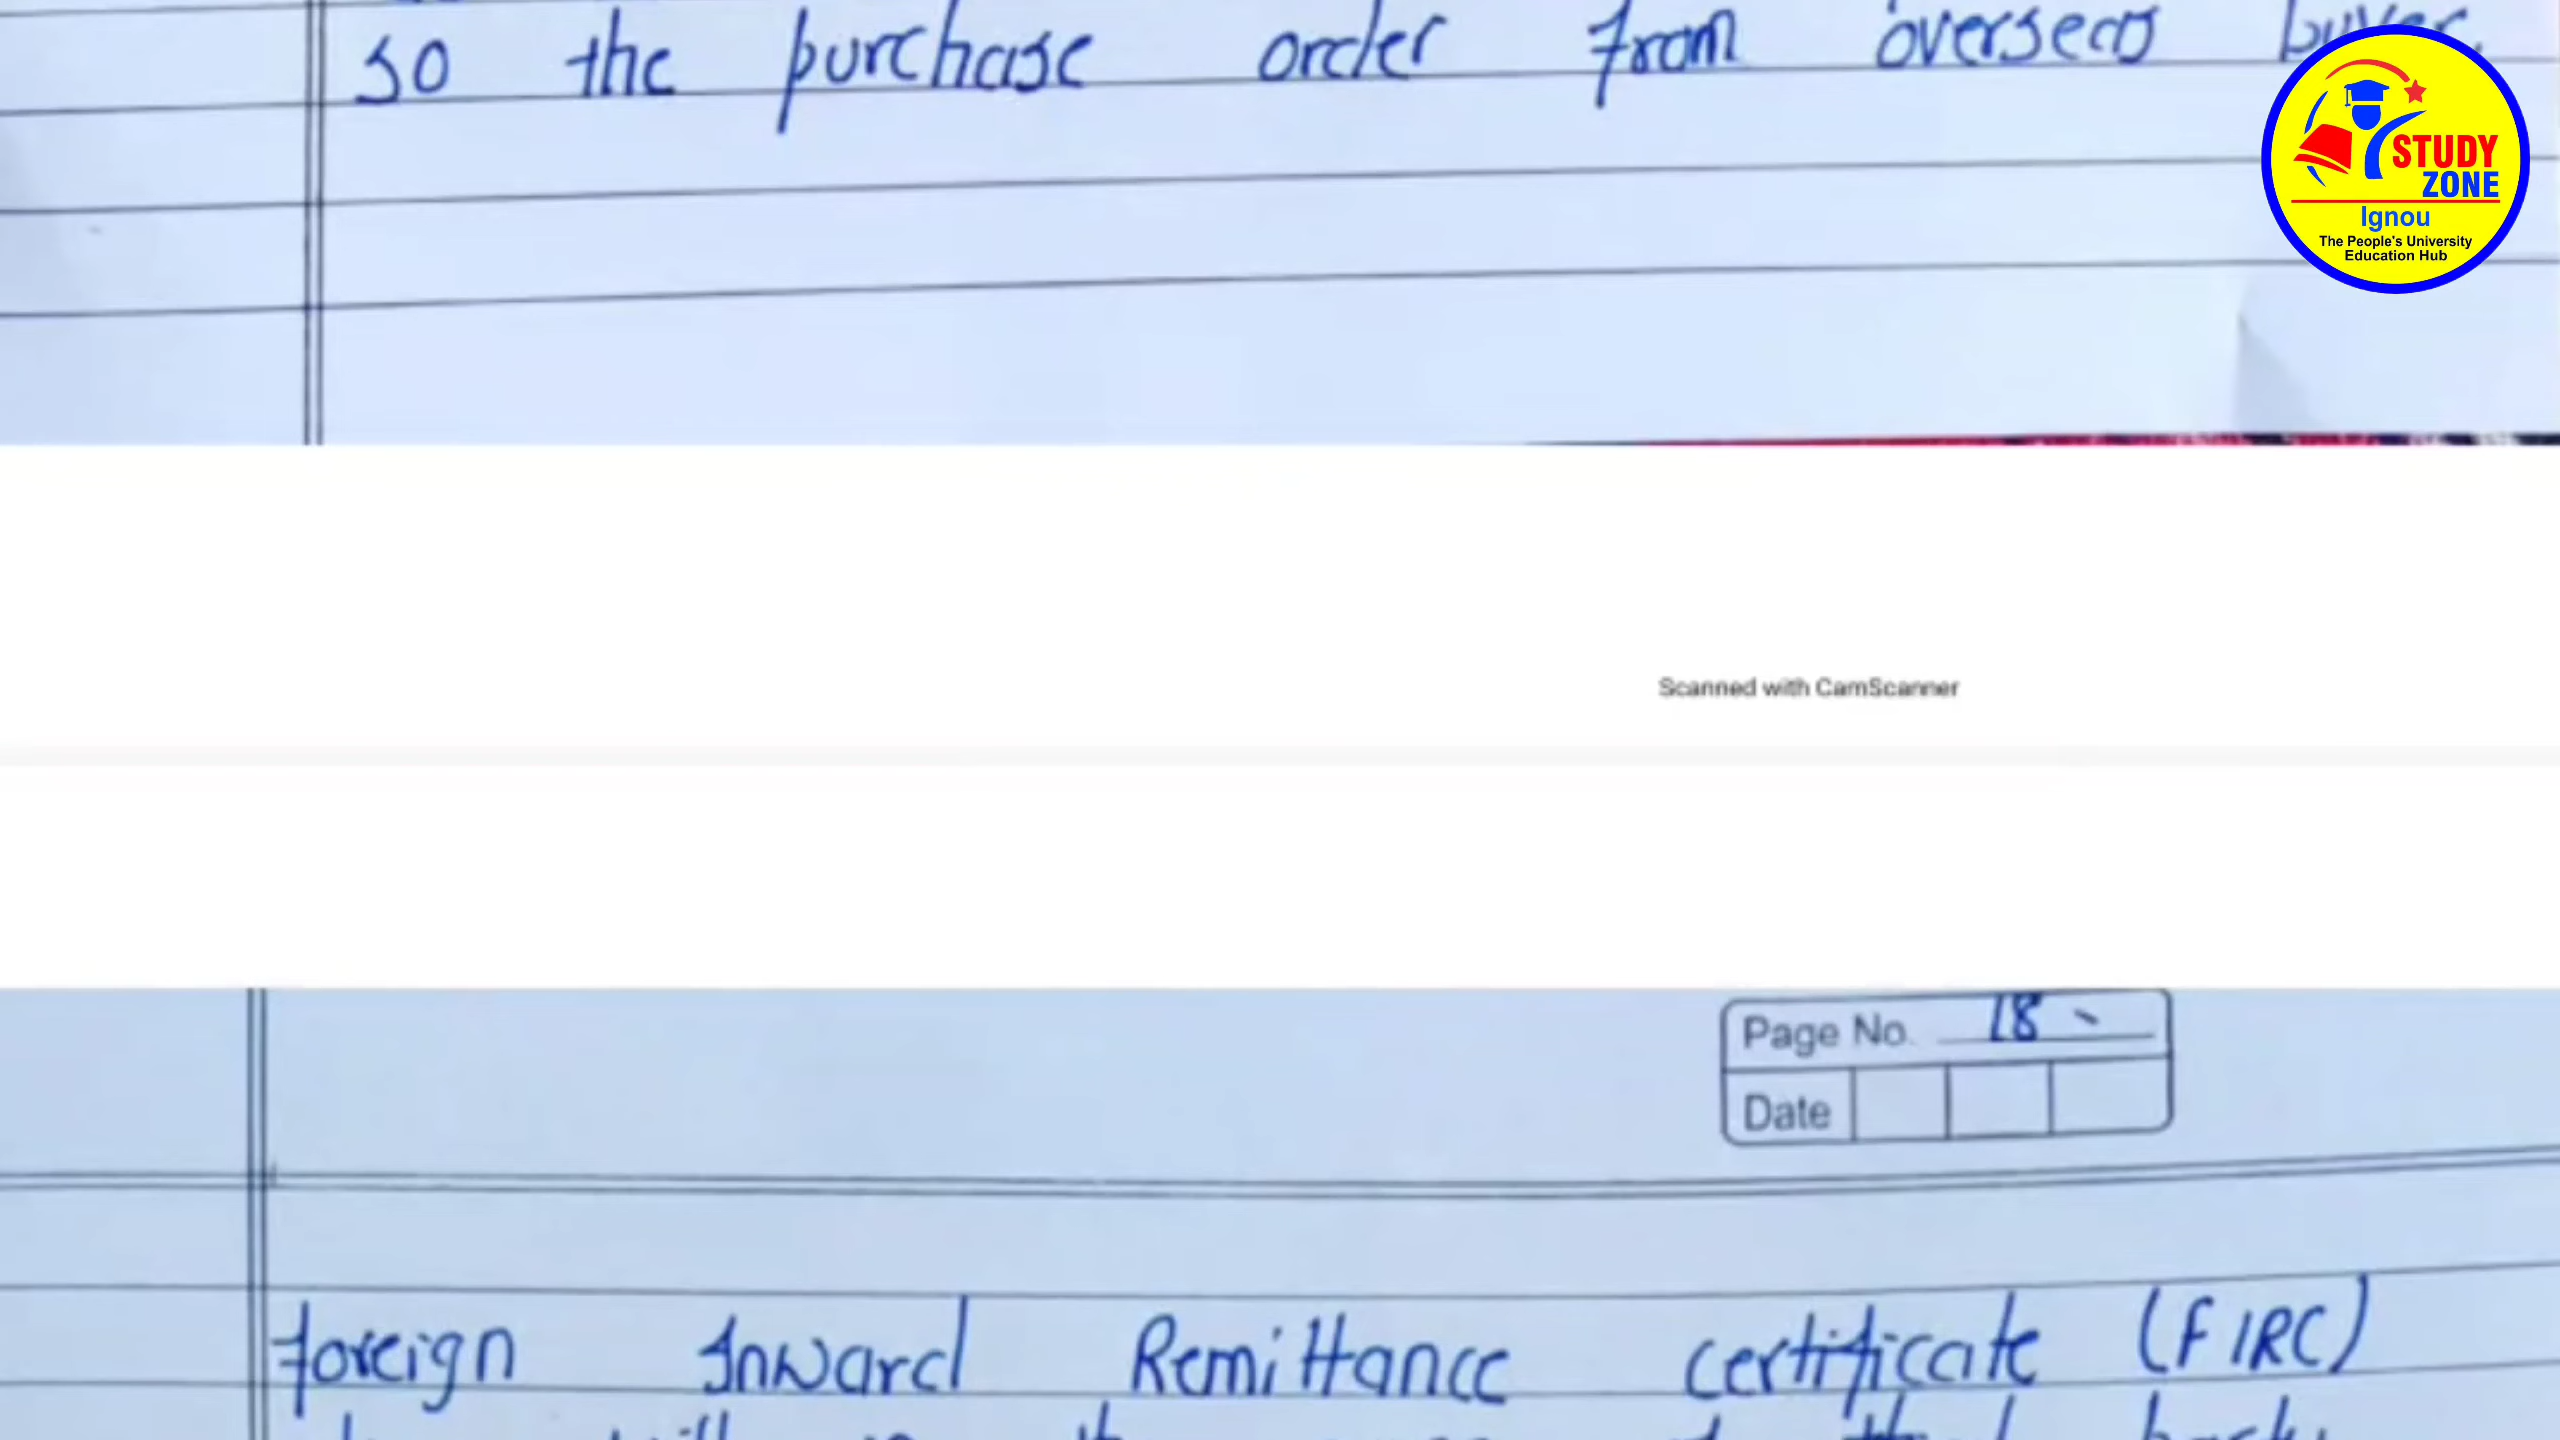 so the purchase order from overseas buyer.
STUDY
ZONE
Ignou
The People's University
Education Hub
Scanned with CamScanner
Page No. 18
Date
foreign Inward Remittance certificate (FIRC)